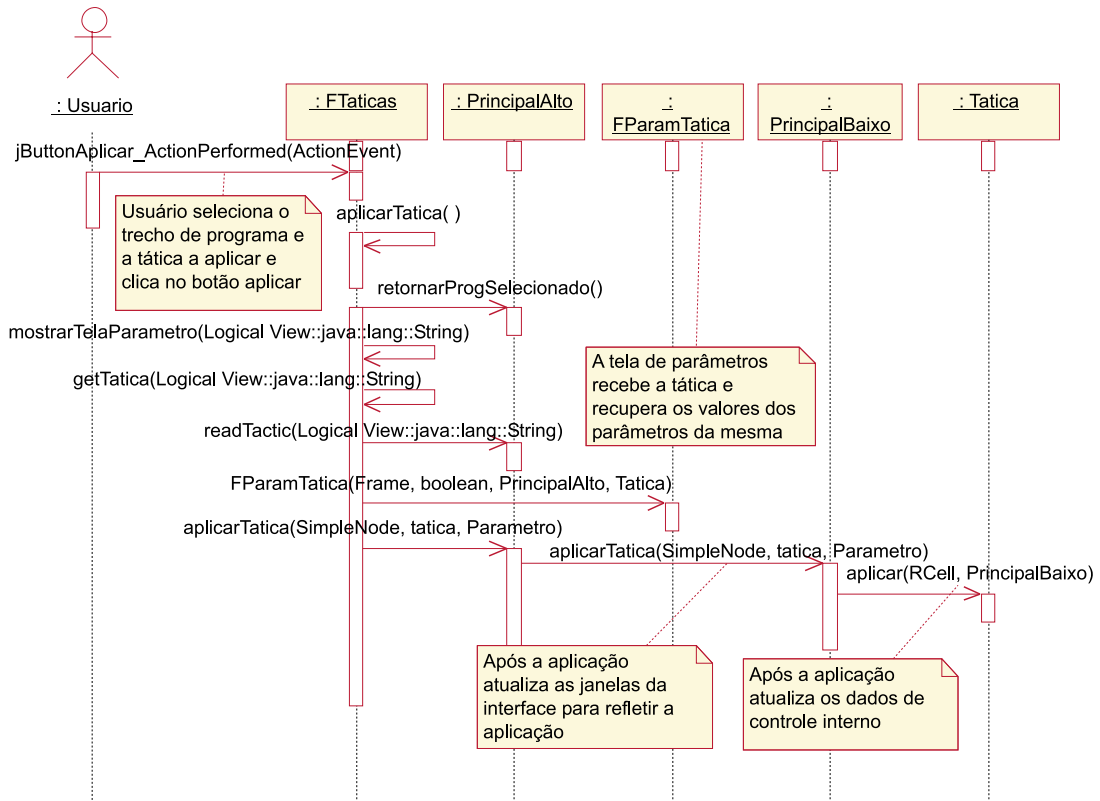 : Usuario
: FTaticas
: PrincipalAlto
:
FParamTatica
:
PrincipalBaixo
: Tatica
jButtonAplicar_ActionPerformed(ActionEvent)
Usuário seleciona o
trecho de programa e
a tática a aplicar e
clica no botão aplicar
aplicarTatica( )
retornarProgSelecionado()
mostrarTelaParametro(Logical View::java::lang::String)
getTatica(Logical View::java::lang::String)
A tela de parâmetros
recebe a tática e
recupera os valores dos
parâmetros da mesma
readTactic(Logical View::java::lang::String)
FParamTatica(Frame, boolean, PrincipalAlto, Tatica)
aplicarTatica(SimpleNode, tatica, Parametro)
aplicarTatica(SimpleNode, tatica, Parametro)
aplicar(RCell, PrincipalBaixo)
Após a aplicação
atualiza as janelas da
interface para refletir a
aplicação
Após a aplicação
atualiza os dados de
controle interno